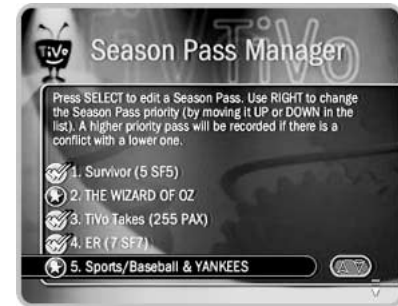 TiVo
Season Pass Manager
Press SELECT to edit a Season Pass. Use RIGHT to change
the Season Pass priority (by moving it UP or DOWN in the
list). A higher priority pass will be recorded if there is a
conflict with a lower one.
1. Survivor (5 SF5)
2. THE WIZARD OF OZ
3. TiVo Takes (255 PAX)
4. ER (7 SF7)
5. Sports/Baseball & YANKEES